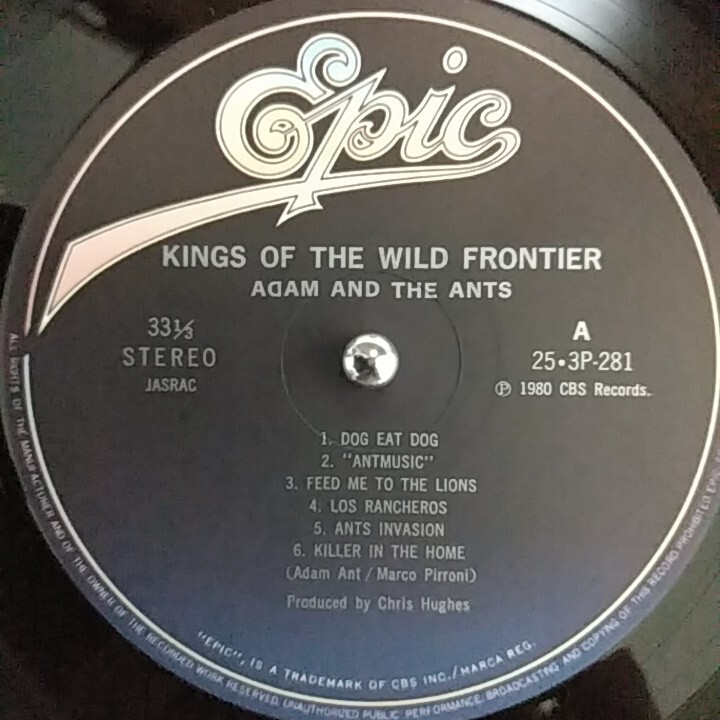 Epic
KINGS OF THE WILD FRONTIER
ADAM AND THE ANTS
33⅓
STEREO
JASRAC
A
25•3P-281
Ⓟ 1980 CBS Records.
1. DOG EAT DOG
2. "ANTMUSIC"
3. FEED ME TO THE LIONS
4. LOS RANCHEROS
5. ANTS INVASION
6. KILLER IN THE HOME
(Adam Ant / Marco Pirroni)
Produced by Chris Hughes
"EPIC", IS A TRADEMARK OF CBS INC./MARCA REG.
ALL RIGHTS OF THE MANUFACTURER AND OF THE OWNER OF THE RECORDED WORK RESERVED. UNAUTHORIZED PUBLIC PERFORMANCE, BROADCASTING AND COPYING OF THIS RECORD PROHIBITED